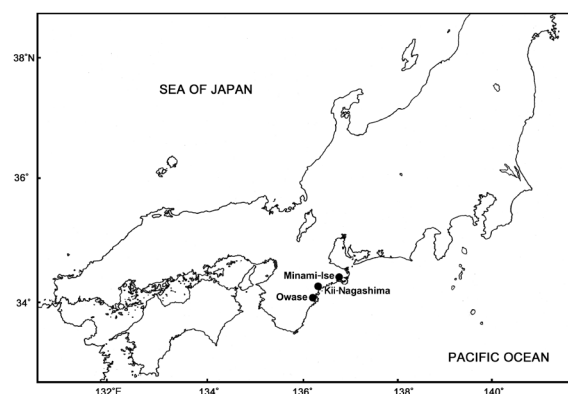 38°N
SEA OF JAPAN
36°
Minami-Ise
Kii-Nagashima
Owase
34°
PACIFIC OCEAN
132°E 134° 136° 138° 140°